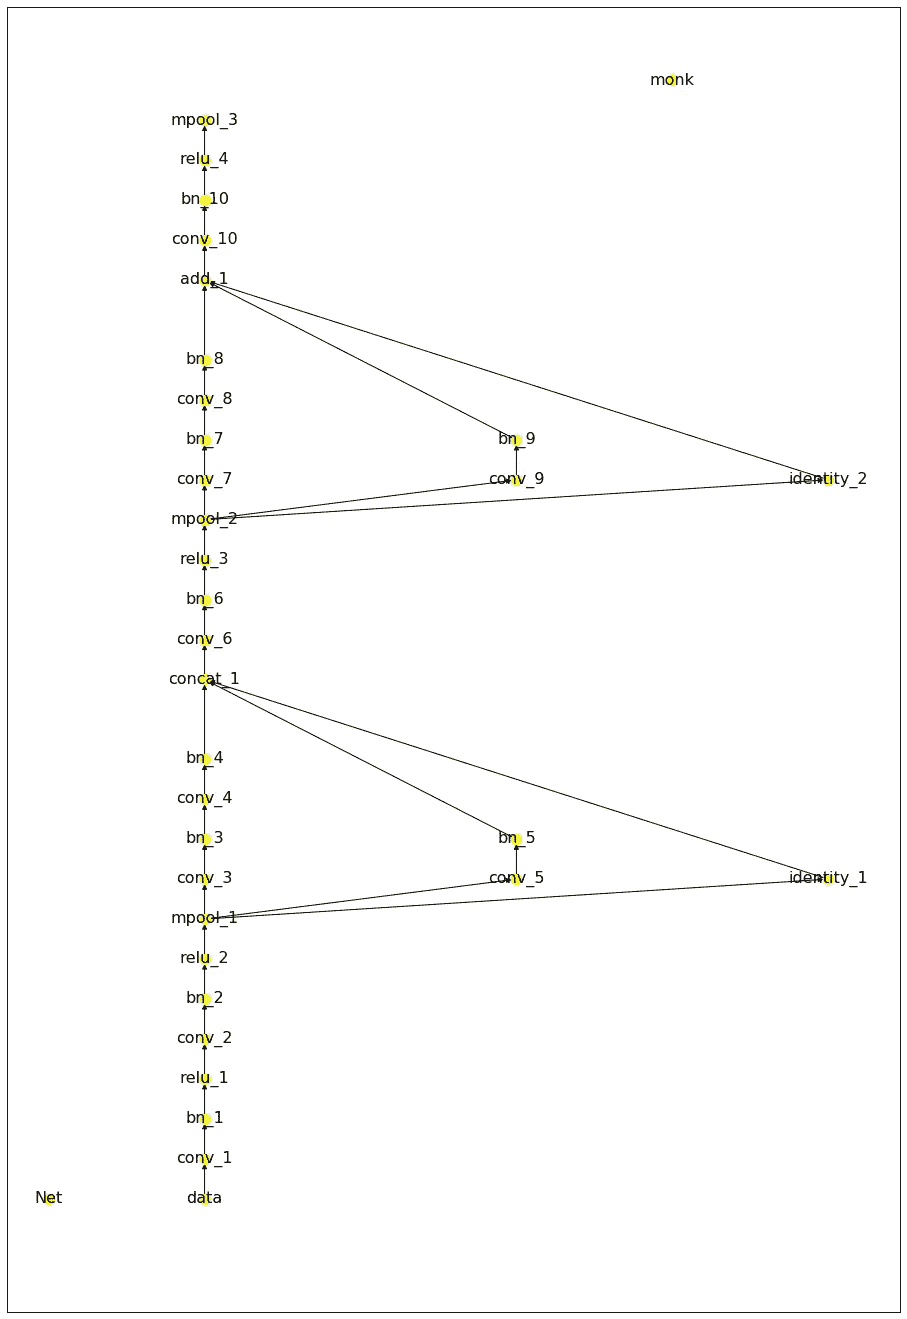 monk
mpool_3
relu_4
bn_10
conv_10
add_1
bn_8
conv_8
bn_7 bn_9
conv_7 conv_9 identity_2
mpool_2
relu_3
bn_6
conv_6
concat_1
bn_4
conv_4
bn_3 bn_5
conv_3 conv_5 identity_1
mpool_1
relu_2
bn_2
conv_2
relu_1
bn_1
conv_1
Net data